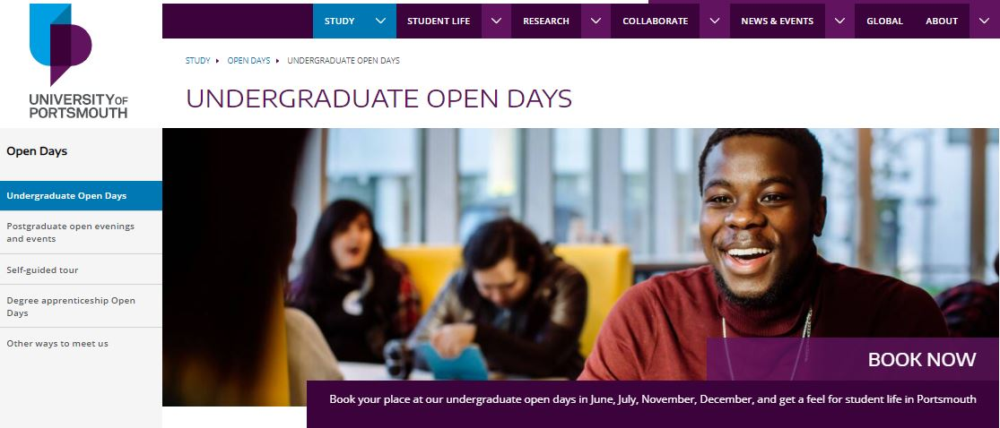 STUDY
STUDENT LIFE
RESEARCH
COLLABORATE
NEWS & EVENTS
GLOBAL
ABOUT
UNIVERSITY OF
PORTSMOUTH
STUDY
OPEN DAYS
UNDERGRADUATE OPEN DAYS
UNDERGRADUATE OPEN DAYS
Open Days
Undergraduate Open Days
Postgraduate open evenings
and events
Self-guided tour
Degree apprenticeship Open
Days
Other ways to meet us
BOOK NOW
Book your place at our undergraduate open days in June, July, November, December, and get a feel for student life in Portsmouth